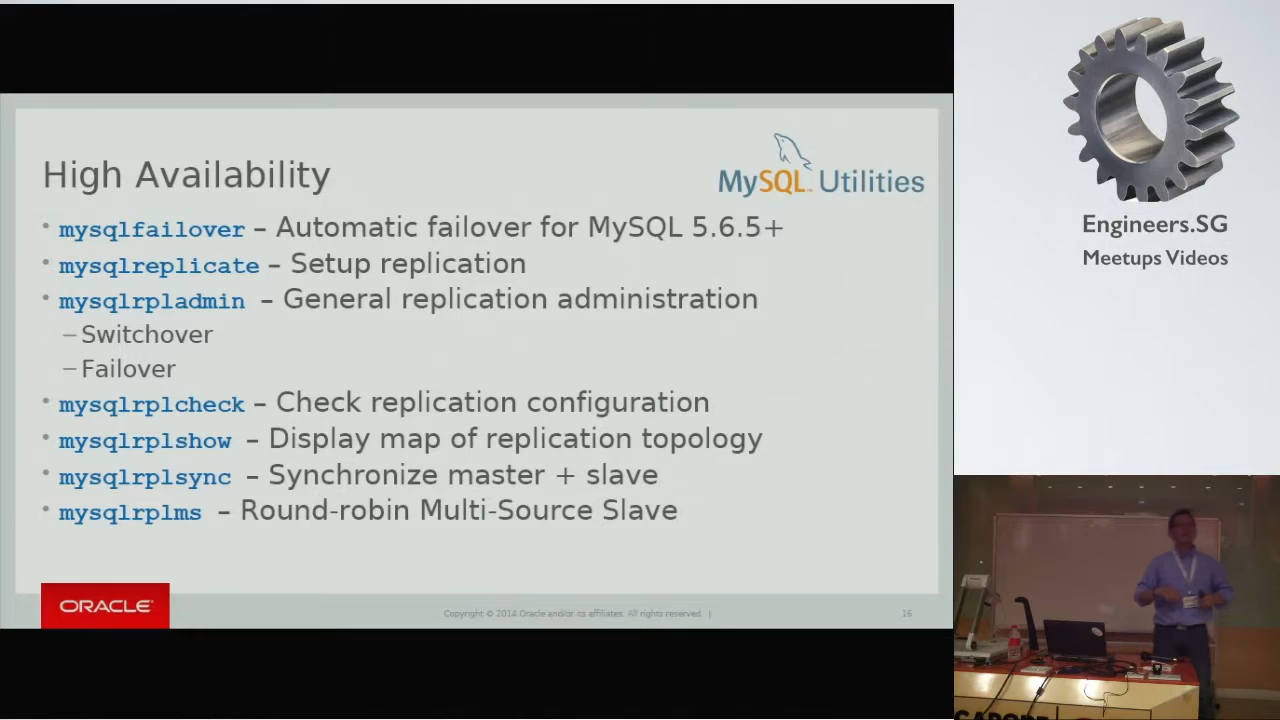 High Availability
MySQL Utilities
• mysqlfailover – Automatic failover for MySQL 5.6.5+
• mysqlreplicate – Setup replication
• mysqlrpladmin – General replication administration
– Switchover
– Failover
• mysqlrplcheck – Check replication configuration
• mysqlrplshow – Display map of replication topology
• mysqlrplsync – Synchronize master + slave
• mysqlrplms – Round-robin Multi-Source Slave
ORACLE
Copyright © 2014 Oracle and/or its affiliates. All rights reserved. |
16
Engineers.SG
Meetups Videos